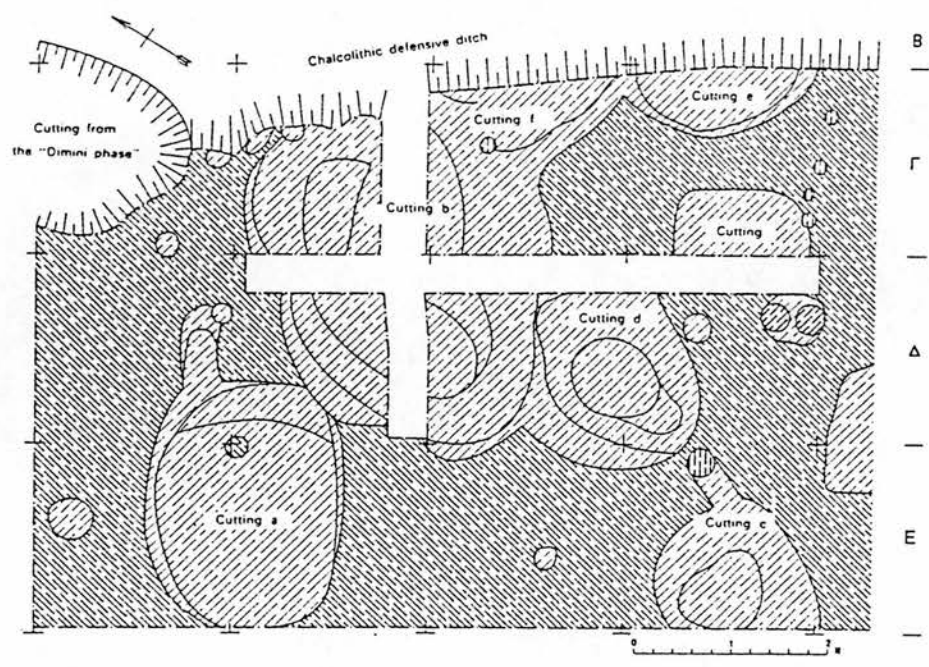 Chalcolithic defensive ditch
B
Cutting from
the "Dimini phase"
Cutting e
Cutting f
Γ
Cutting b
Cutting
Cutting d
Δ
Cutting a
Cutting c
E
0 1 2 M